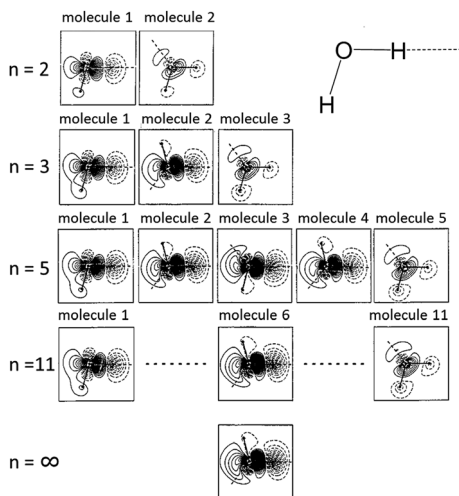 molecule 1 molecule 2
n = 2
O H
H
molecule 1 molecule 2 molecule 3
n = 3
molecule 1 molecule 2 molecule 3 molecule 4 molecule 5
n = 5
molecule 1 molecule 6 molecule 11
n = 11
n = ∞